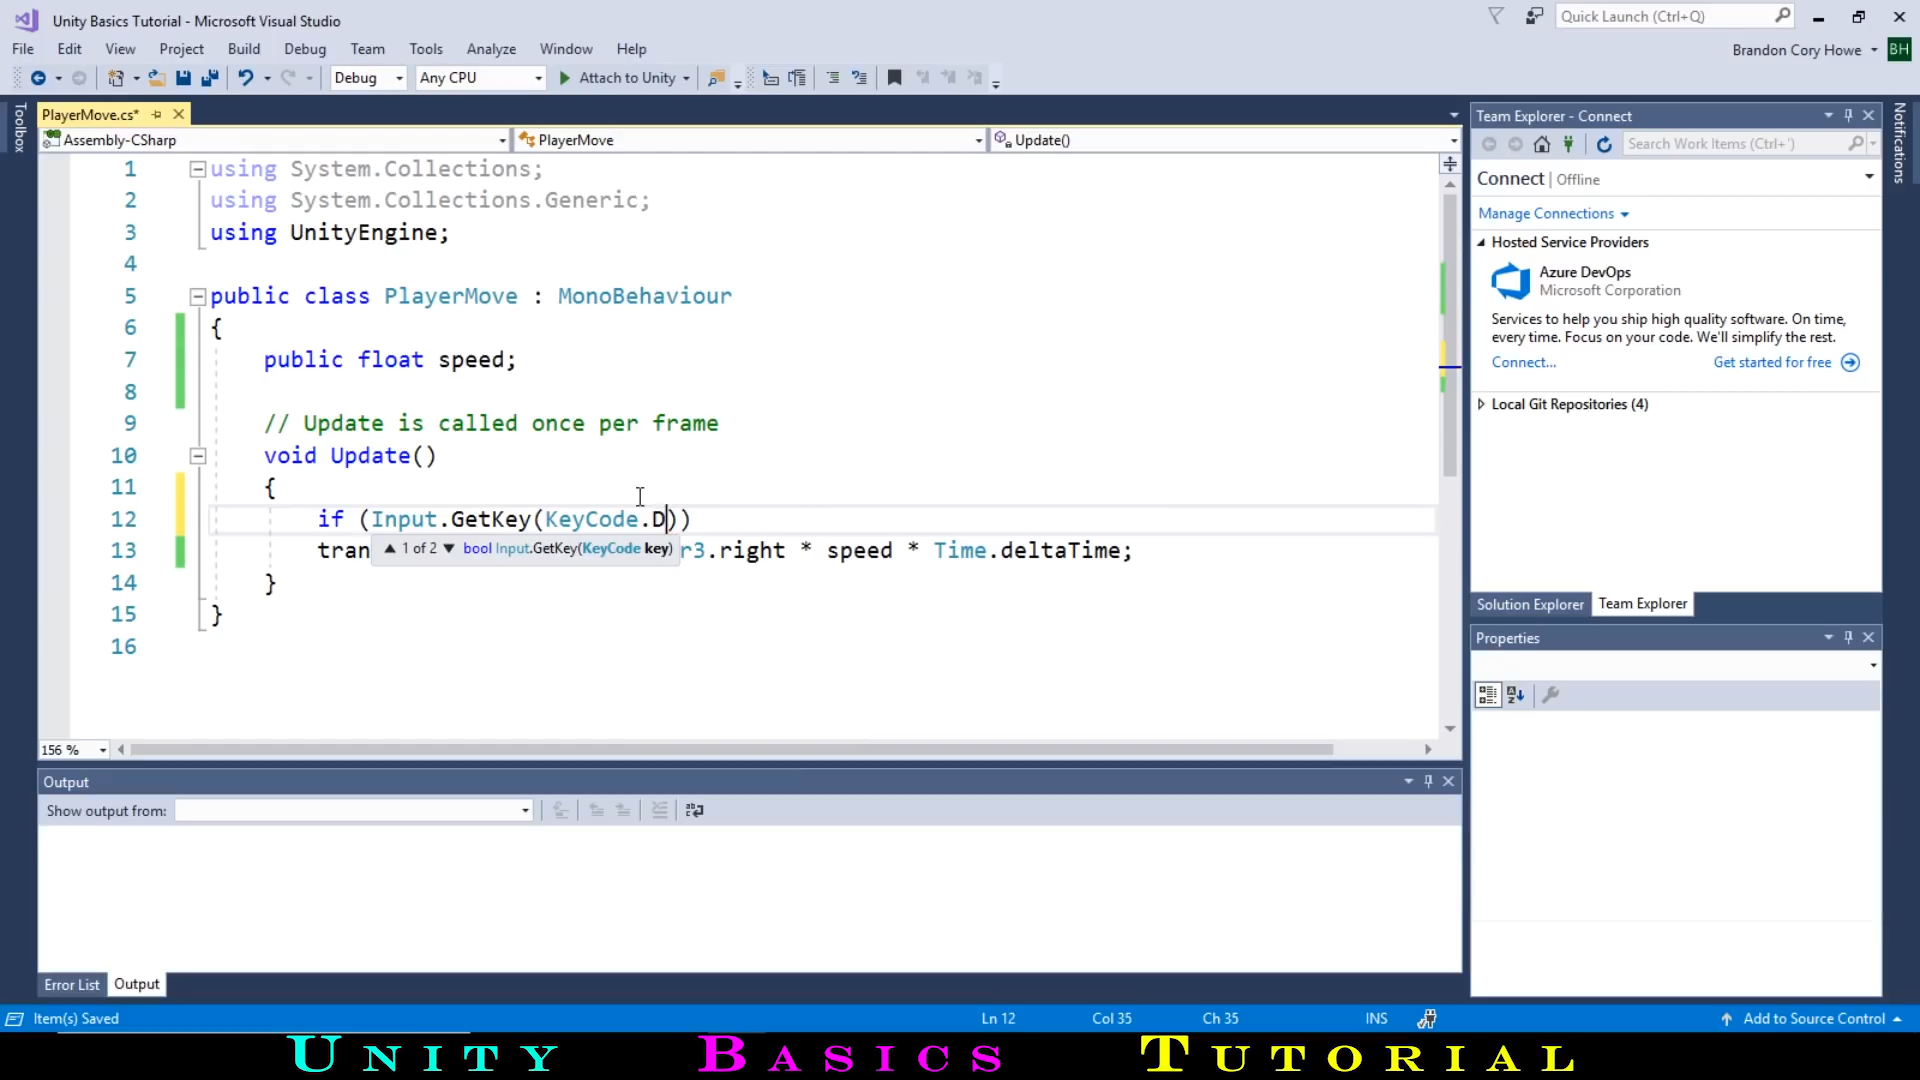 Unity Basics Tutorial - Microsoft Visual Studio
Quick Launch (Ctrl+Q)
File Edit View Project Build Debug Team Tools Analyze Window Help
Brandon Cory Howe BH
Debug Any CPU Attach to Unity
Toolbox
PlayerMove.cs*
Assembly-CSharp PlayerMove Update()
1 using System.Collections;
2 using System.Collections.Generic;
3 using UnityEngine;
4
5 public class PlayerMove : MonoBehaviour
6 {
7 public float speed;
8
9 // Update is called once per frame
10 void Update()
11 {
12 if (Input.GetKey(KeyCode.D))
13 tran r3.right * speed * Time.deltaTime;
1 of 2 bool Input.GetKey(KeyCode key)
14 }
15 }
16
156 %
Output
Show output from:
Error List Output
Team Explorer - Connect
Search Work Items (Ctrl+')
Connect | Offline
Manage Connections
Hosted Service Providers
Azure DevOps
Microsoft Corporation
Services to help you ship high quality software. On time,
every time. Focus on your code. We'll simplify the rest.
Connect... Get started for free
Local Git Repositories (4)
Solution Explorer Team Explorer
Properties
Notifications
Item(s) Saved Ln 12 Col 35 Ch 35 INS Add to Source Control
UNITY BASICS TUTORIAL